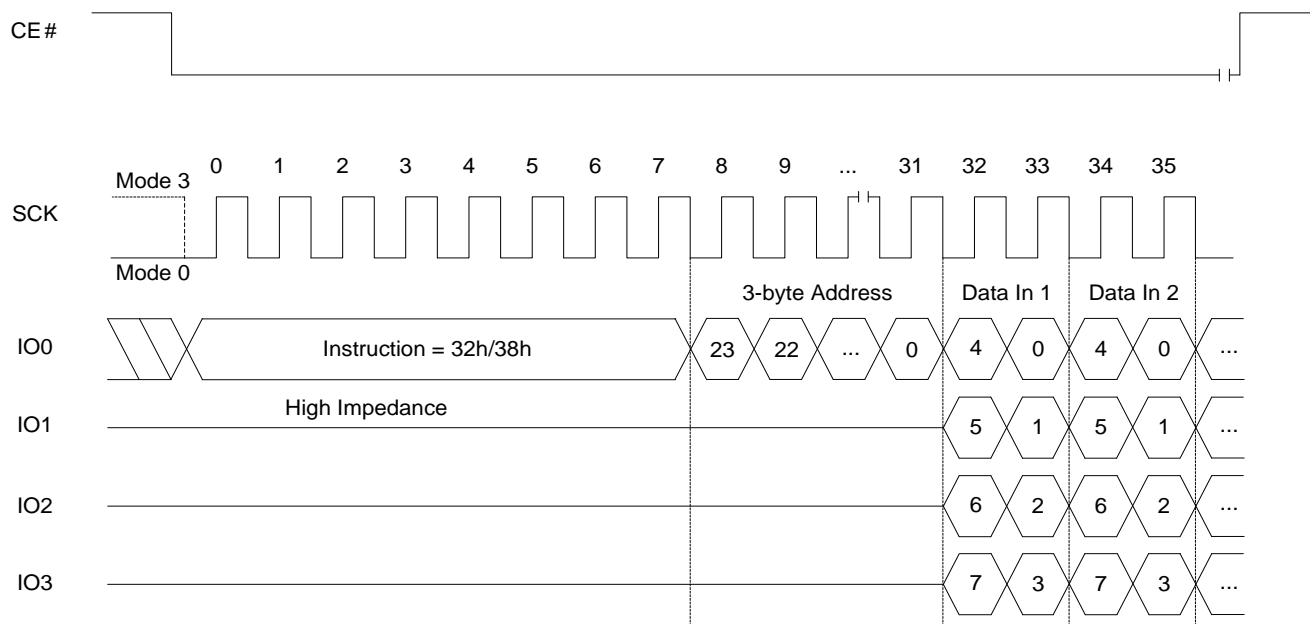 CE#
0 1 2 3 4 5 6 7 8 9 ... 31 32 33 34 35
Mode 3
SCK
Mode 0
3-byte Address Data In 1 Data In 2
IO0 Instruction = 32h/38h 23 22 ... 0 4 0 4 0 ...
High Impedance
IO1 5 1 5 1 ...
IO2 6 2 6 2 ...
IO3 7 3 7 3 ...